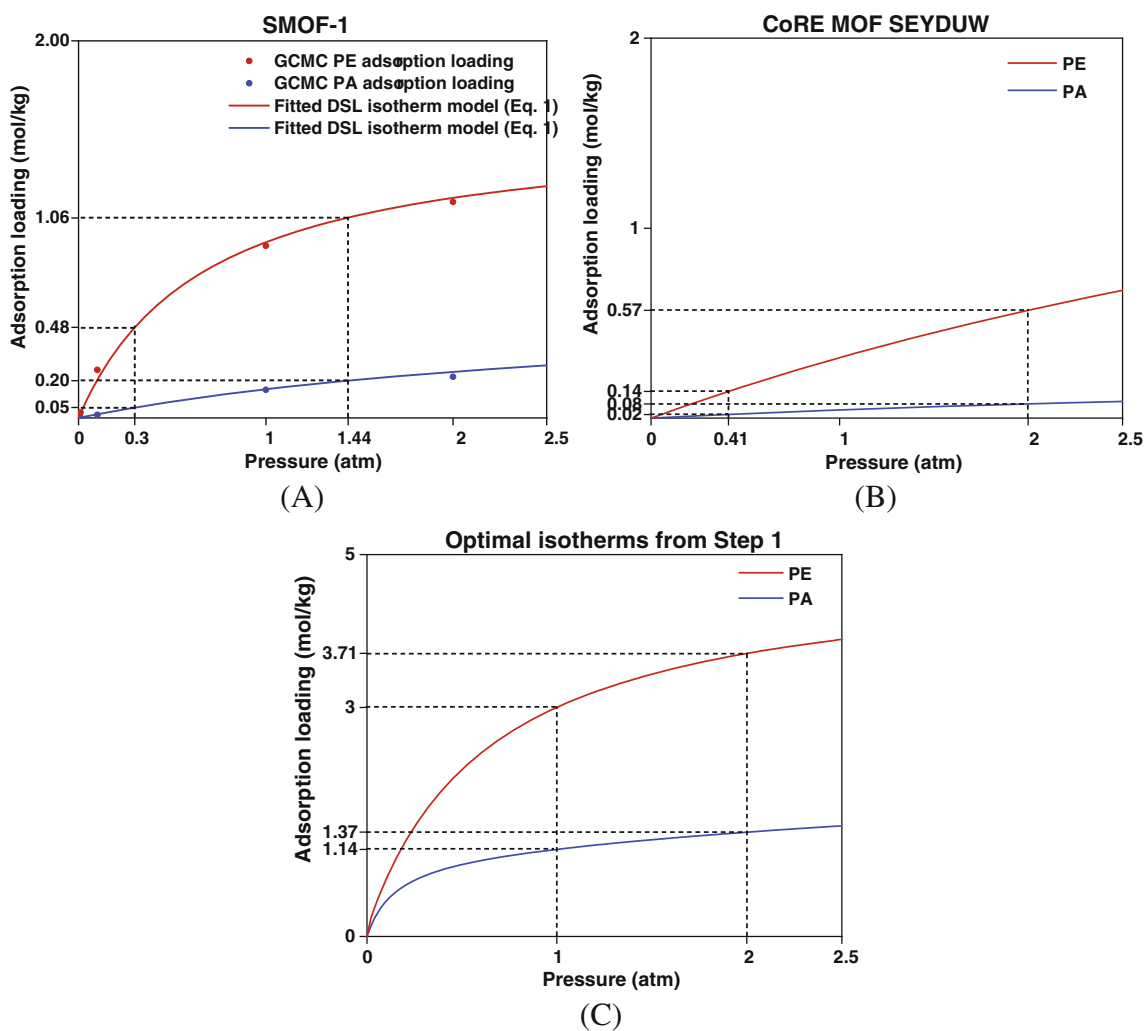 SMOF-1
2.00
1.06
0.48
0.20
0.05
0
0.3
1
1.44
2
2.5
Adsorption loading (mol/kg)
Pressure (atm)
GCMC PE adsorption loading
GCMC PA adsorption loading
Fitted DSL isotherm model (Eq. 1)
Fitted DSL isotherm model (Eq. 1)
(A)
CoRE MOF SEYDUW
2
1
0.57
0.14
0.08
0.02
0
0.41
1
2
2.5
Adsorption loading (mol/kg)
Pressure (atm)
PE
PA
(B)
Optimal isotherms from Step 1
5
3.71
3
1.37
1.14
0
0
1
2
2.5
Adsorption loading (mol/kg)
Pressure (atm)
PE
PA
(C)